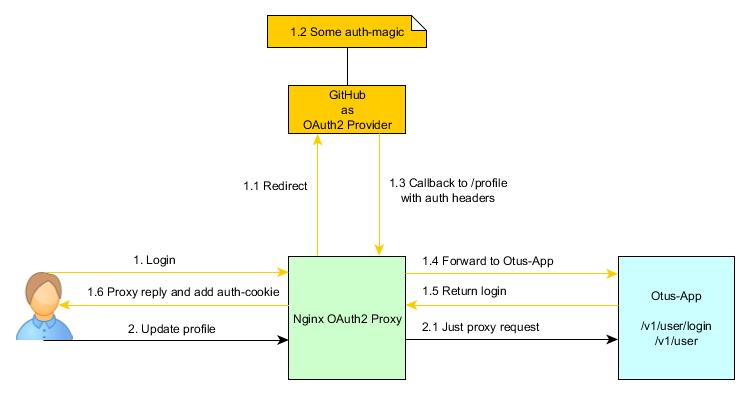 1.2 Some auth-magic
GitHub
as
OAuth2 Provider
1.1 Redirect
1.3 Callback to /profile
with auth headers
1. Login
1.4 Forward to Otus-App
1.6 Proxy reply and add auth-cookie
1.5 Return login
Nginx OAuth2 Proxy
Otus-App
/v1/user/login
/v1/user
2. Update profile
2.1 Just proxy request